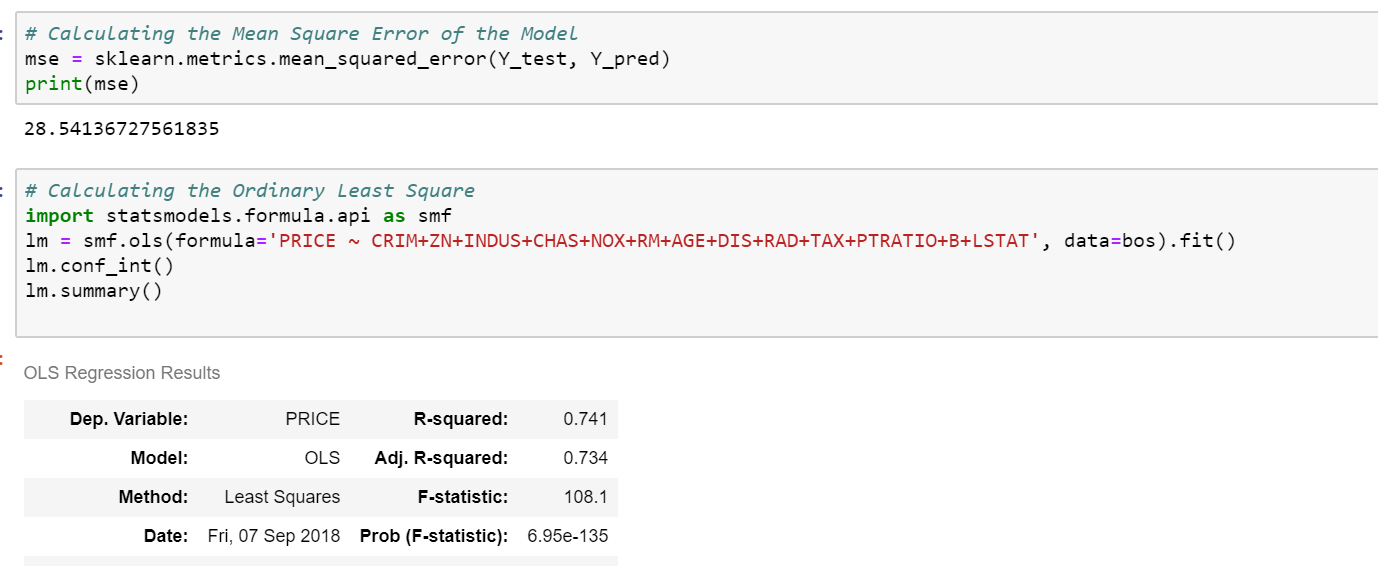 # Calculating the Mean Square Error of the Model
mse = sklearn.metrics.mean_squared_error(Y_test, Y_pred)
print(mse)
28.54136727561835
# Calculating the Ordinary Least Square
import statsmodels.formula.api as smf
lm = smf.ols(formula='PRICE ~ CRIM+ZN+INDUS+CHAS+NOX+RM+AGE+DIS+RAD+TAX+PTRATIO+B+LSTAT', data=bos).fit()
lm.conf_int()
lm.summary()
OLS Regression Results
Dep. Variable: PRICE R-squared: 0.741
Model: OLS Adj. R-squared: 0.734
Method: Least Squares F-statistic: 108.1
Date: Fri, 07 Sep 2018 Prob (F-statistic): 6.95e-135